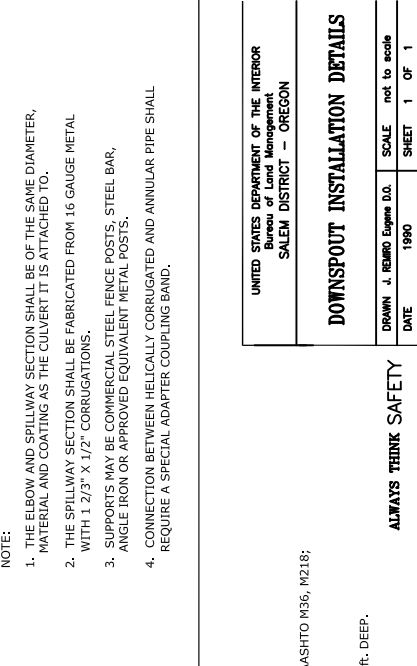 NOTE:
1. THE ELBOW AND SPILLWAY SECTION SHALL BE OF THE SAME DIAMETER,
MATERIAL AND COATING AS THE CULVERT IT IS ATTACHED TO.
2. THE SPILLWAY SECTION SHALL BE FABRICATED FROM 16 GAUGE METAL
WITH 1 2/3" X 1/2" CORRUGATIONS.
3. SUPPORTS MAY BE COMMERCIAL STEEL FENCE POSTS, STEEL BAR,
ANGLE IRON OR APPROVED EQUIVALENT METAL POSTS.
4. CONNECTION BETWEEN HELICALLY CORRUGATED AND ANNULAR PIPE SHALL
REQUIRE A SPECIAL ADAPTER COUPLING BAND.
UNITED STATES DEPARTMENT OF THE INTERIOR
Bureau of Land Management
SALEM DISTRICT – OREGON
DOWNSPOUT INSTALLATION DETAILS
DRAWN J. REMIRO Eugene D.O. SCALE not to scale
DATE 1990 SHEET 1 OF 1
ASHTO M36, M218;
ft. DEEP.
ALWAYS THINK SAFETY